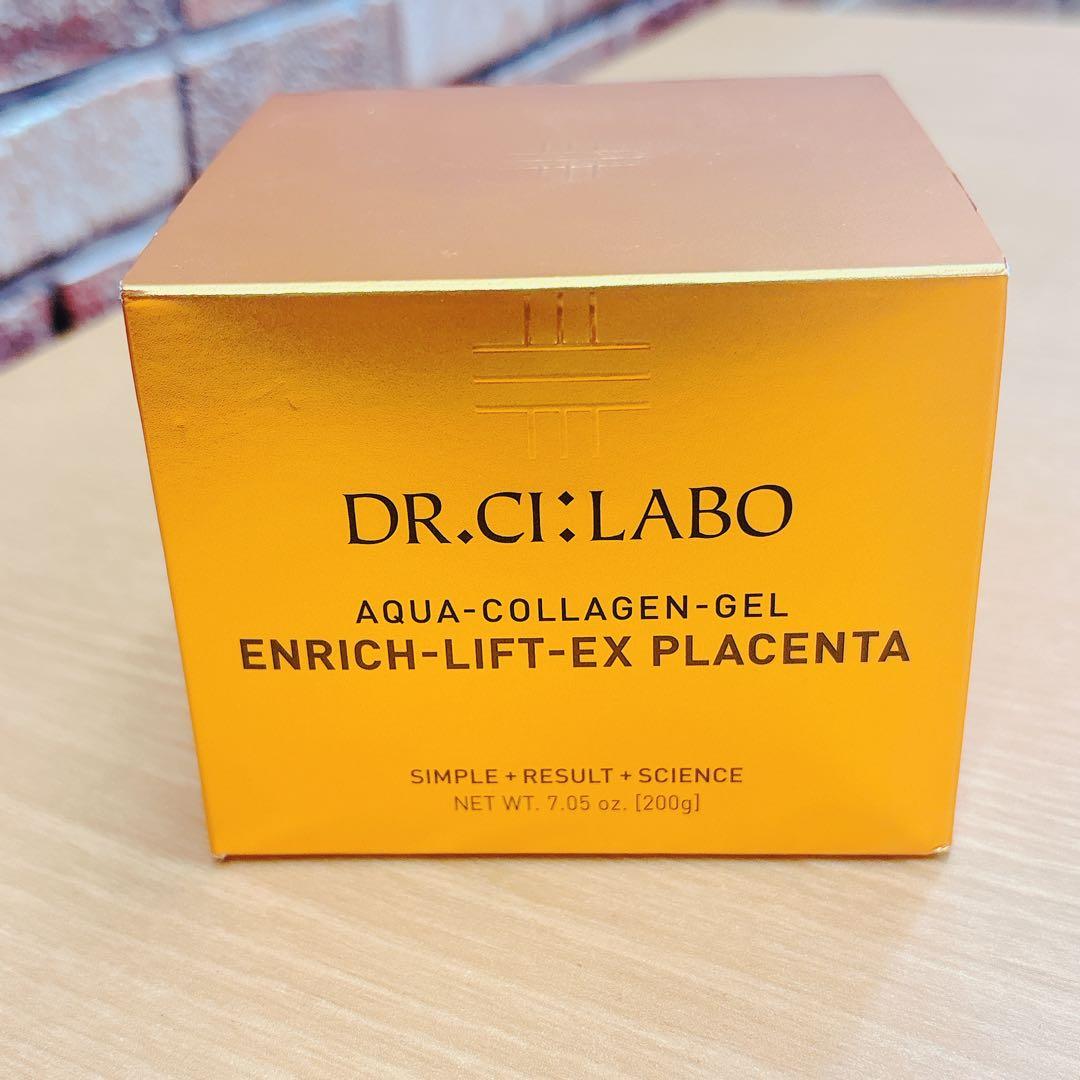 DR.CI:LABO
AQUA-COLLAGEN-GEL
ENRICH-LIFT-EX PLACENTA
SIMPLE + RESULT + SCIENCE
NET WT. 7.05 oz. [200g]